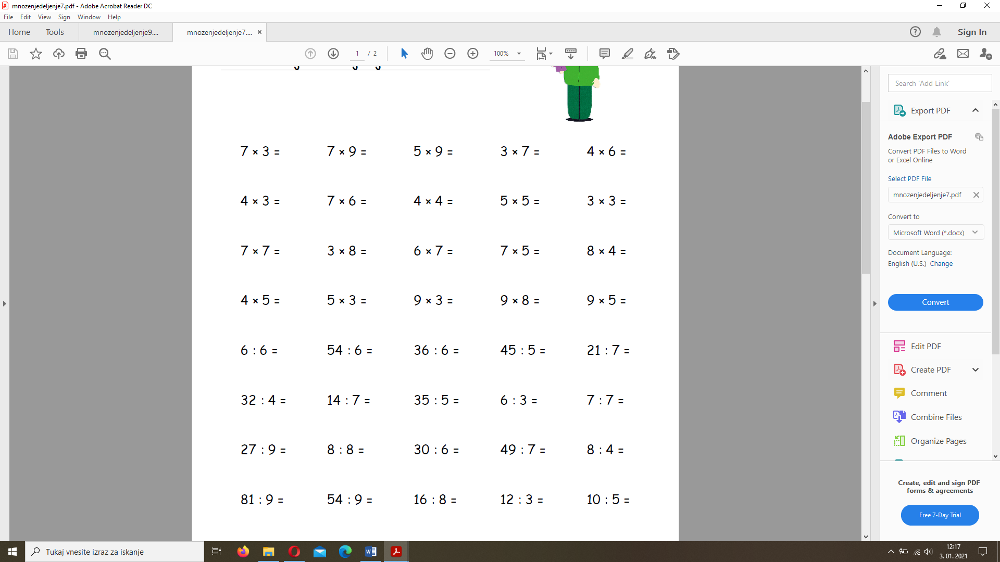 mnozenjedeljenje7.pdf - Adobe Acrobat Reader DC
File Edit View Sign Window Help
Home Tools mnozenjedeljenje9.... mnozenjedeljenje7.... × Sign In
1 / 2 100%
7 × 3 = 7 × 9 = 5 × 9 = 3 × 7 = 4 × 6 =
4 × 3 = 7 × 6 = 4 × 4 = 5 × 5 = 3 × 3 =
7 × 7 = 3 × 8 = 6 × 7 = 7 × 5 = 8 × 4 =
4 × 5 = 5 × 3 = 9 × 3 = 9 × 8 = 9 × 5 =
6 : 6 = 54 : 6 = 36 : 6 = 45 : 5 = 21 : 7 =
32 : 4 = 14 : 7 = 35 : 5 = 6 : 3 = 7 : 7 =
27 : 9 = 8 : 8 = 30 : 6 = 49 : 7 = 8 : 4 =
81 : 9 = 54 : 9 = 16 : 8 = 12 : 3 = 10 : 5 =
Search 'Add Link'
Export PDF
Adobe Export PDF
Convert PDF Files to Word
or Excel Online
Select PDF File
mnozenjedeljenje7.pdf
Convert to
Microsoft Word (*.docx)
Document Language:
English (U.S.) Change
Convert
Edit PDF
Create PDF
Comment
Combine Files
Organize Pages
Create, edit and sign PDF
forms & agreements
Free 7-Day Trial
Tukaj vnesite izraz za iskanje
12:17
3. 01. 2021